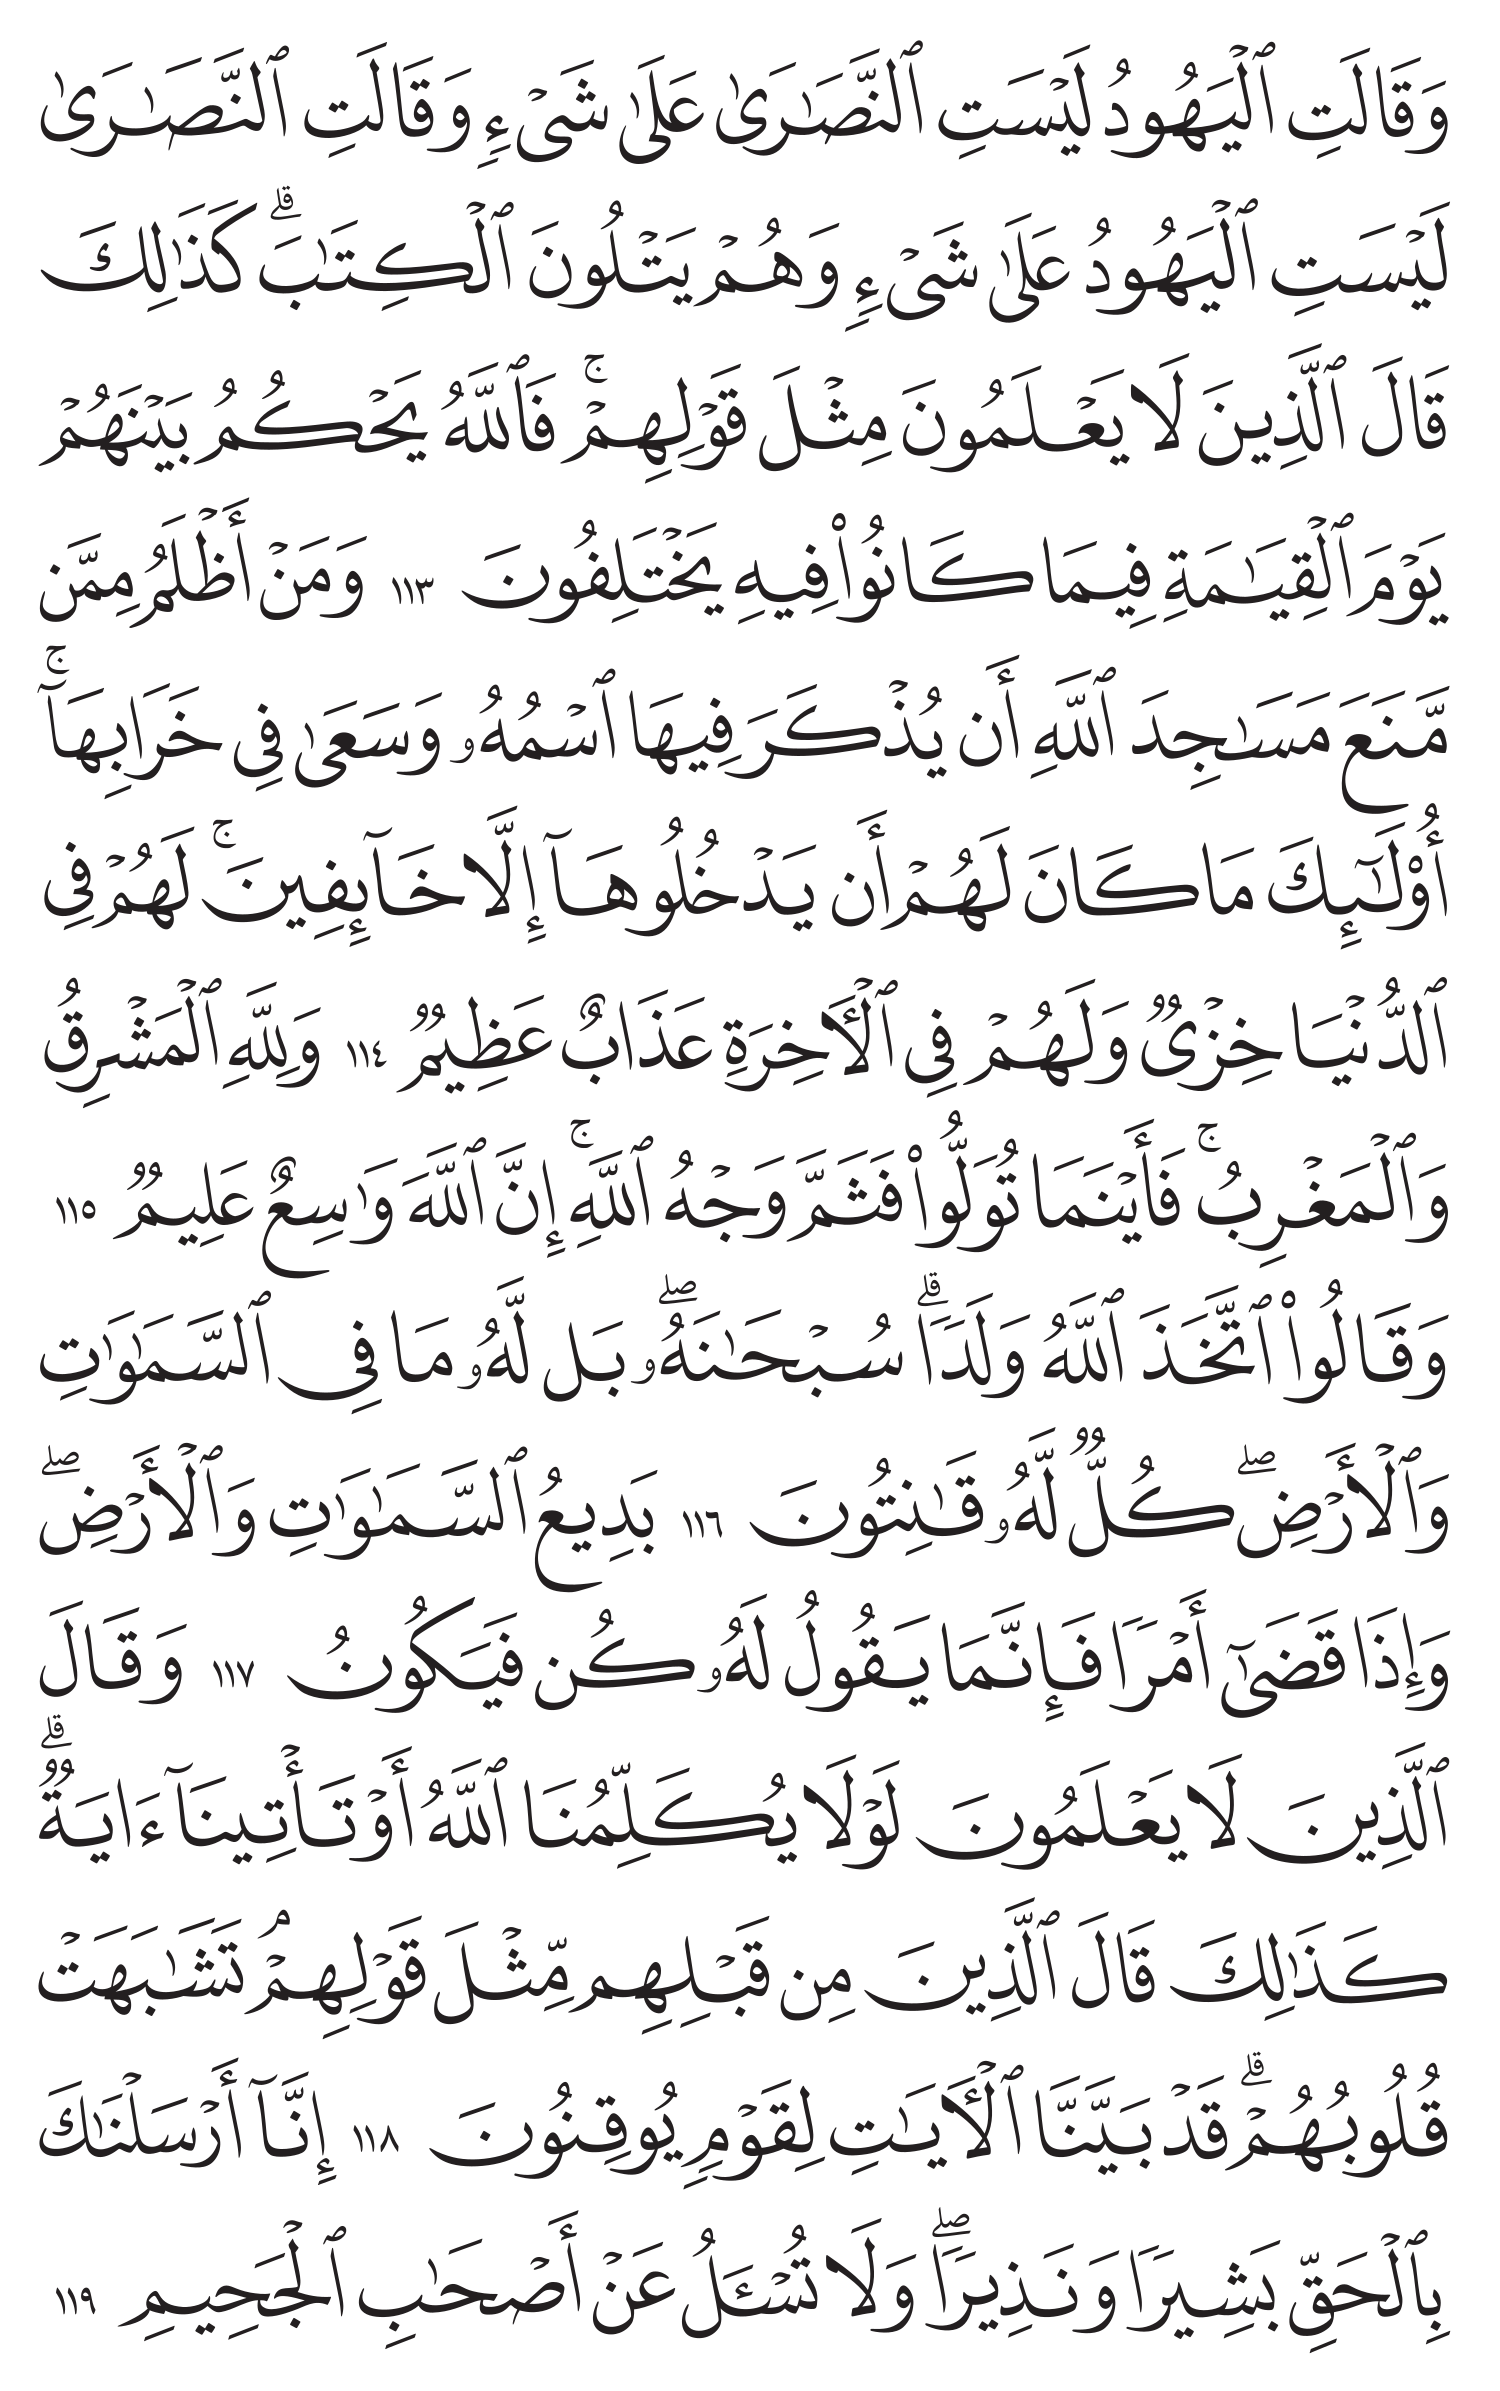 وَقَالَتِ ٱلۡيَهُودُ لَيۡسَتِ ٱلنَّصَٰرَىٰ عَلَىٰ شَيۡءٖ وَقَالَتِ ٱلنَّصَٰرَىٰ
لَيۡسَتِ ٱلۡيَهُودُ عَلَىٰ شَيۡءٖ وَهُمۡ يَتۡلُونَ ٱلۡكِتَٰبَۗ كَذَٰلِكَ
قَالَ ٱلَّذِينَ لَا يَعۡلَمُونَ مِثۡلَ قَوۡلِهِمۡۚ فَٱللَّهُ يَحۡكُمُ بَيۡنَهُمۡ
يَوۡمَ ٱلۡقِيَٰمَةِ فِيمَا كَانُواْ فِيهِ يَخۡتَلِفُونَ ١١٣ وَمَنۡ أَظۡلَمُ مِمَّن
مَّنَعَ مَسَٰجِدَ ٱللَّهِ أَن يُذۡكَرَ فِيهَا ٱسۡمُهُۥ وَسَعَىٰ فِي خَرَابِهَآۚ
أُوْلَٰٓئِكَ مَا كَانَ لَهُمۡ أَن يَدۡخُلُوهَآ إِلَّا خَآئِفِينَۚ لَهُمۡ فِي
ٱلدُّنۡيَا خِزۡيٞ وَلَهُمۡ فِي ٱلۡأٓخِرَةِ عَذَابٌ عَظِيمٞ ١١٤ وَلِلَّهِ ٱلۡمَشۡرِقُ
وَٱلۡمَغۡرِبُۚ فَأَيۡنَمَا تُوَلُّواْ فَثَمَّ وَجۡهُ ٱللَّهِۚ إِنَّ ٱللَّهَ وَٰسِعٌ عَلِيمٞ ١١٥
وَقَالُواْ ٱتَّخَذَ ٱللَّهُ وَلَدٗاۗ سُبۡحَٰنَهُۥۖ بَل لَّهُۥ مَا فِي ٱلسَّمَٰوَٰتِ
وَٱلۡأَرۡضِۖ كُلّٞ لَّهُۥ قَٰنِتُونَ ١١٦ بَدِيعُ ٱلسَّمَٰوَٰتِ وَٱلۡأَرۡضِۖ
وَإِذَا قَضَىٰٓ أَمۡرٗا فَإِنَّمَا يَقُولُ لَهُۥ كُن فَيَكُونُ ١١٧ وَقَالَ
ٱلَّذِينَ لَا يَعۡلَمُونَ لَوۡلَا يُكَلِّمُنَا ٱللَّهُ أَوۡ تَأۡتِينَآ ءَايَةٞۗ
كَذَٰلِكَ قَالَ ٱلَّذِينَ مِن قَبۡلِهِم مِّثۡلَ قَوۡلِهِمۡۘ تَشَٰبَهَتۡ
قُلُوبُهُمۡۗ قَدۡ بَيَّنَّا ٱلۡأٓيَٰتِ لِقَوۡمٖ يُوقِنُونَ ١١٨ إِنَّآ أَرۡسَلۡنَٰكَ
بِٱلۡحَقِّ بَشِيرٗا وَنَذِيرٗاۖ وَلَا تُسۡـَٔلُ عَنۡ أَصۡحَٰبِ ٱلۡجَحِيمِ ١١٩